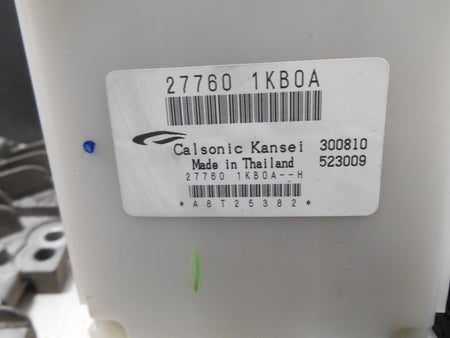 27760 1KB0A
Calsonic Kansei 300810
Made in Thailand 523009
27760 1KB0A--H
*A8T25382*